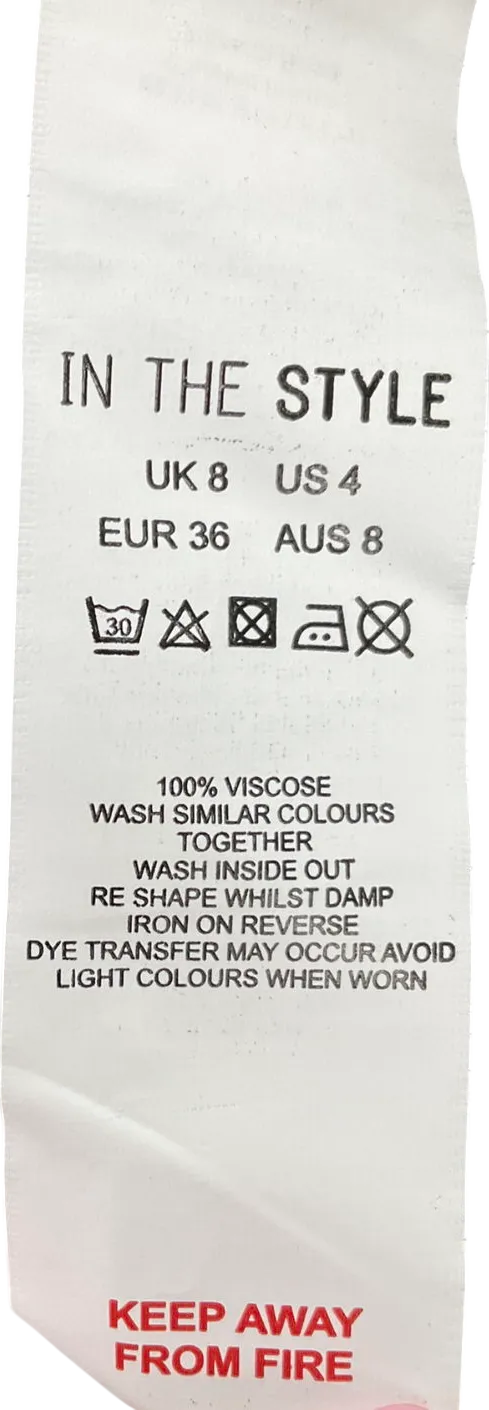 IN THE STYLE
UK 8 US 4
EUR 36 AUS 8
30
100% VISCOSE
WASH SIMILAR COLOURS
TOGETHER
WASH INSIDE OUT
RE SHAPE WHILST DAMP
IRON ON REVERSE
DYE TRANSFER MAY OCCUR AVOID
LIGHT COLOURS WHEN WORN
KEEP AWAY
FROM FIRE